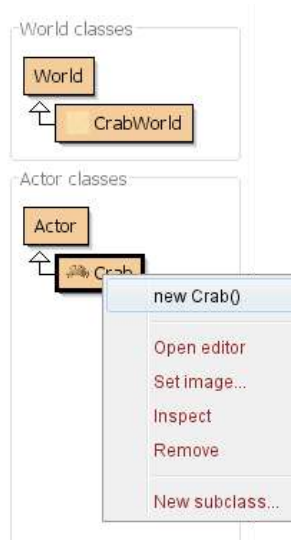 World classes
World
CrabWorld
Actor classes
Actor
Crab
new Crab()
Open editor
Set image...
Inspect
Remove
New subclass...